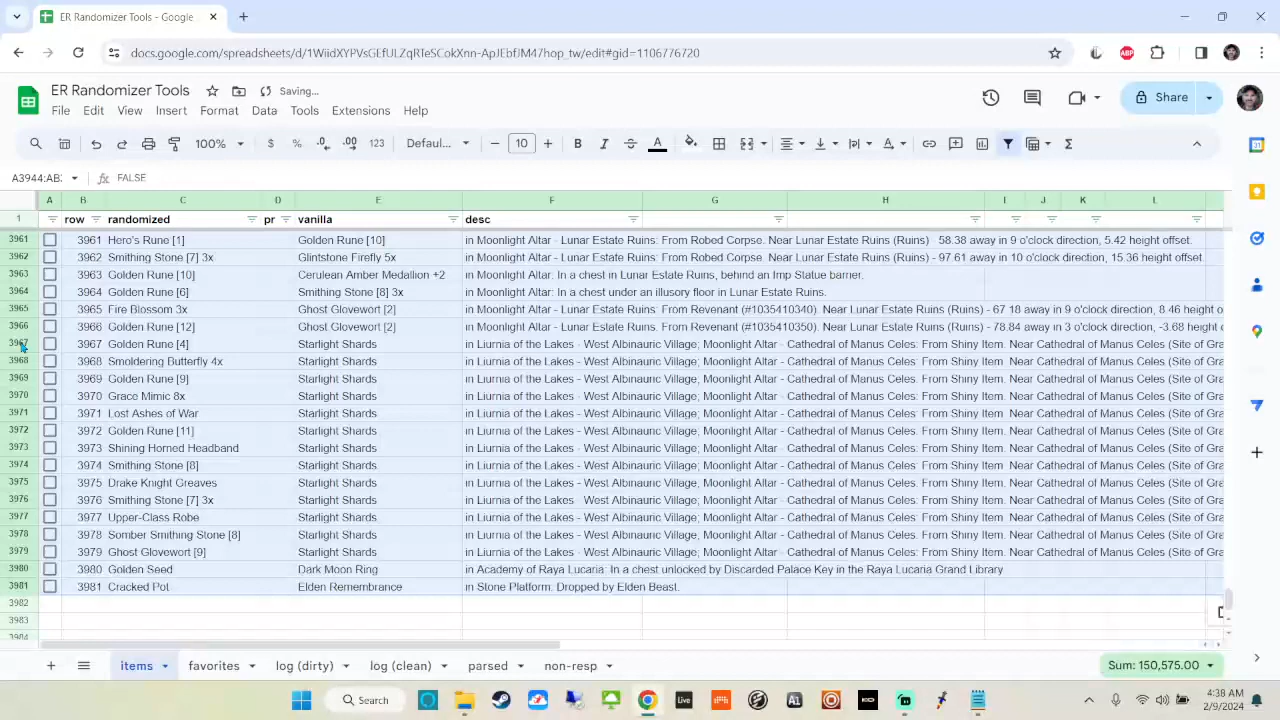 ER Randomizer Tools - Google
docs.google.com/spreadsheets/d/1WiidXYPVsGEfULZqRTeSCokXnn-ApJEbfJM47hop_tw/edit#gid=1106776720
ABP
ER Randomizer Tools
Saving...
File Edit View Insert Format Data Tools Extensions Help
Share
100% $ % .0 .00 123 Defaul... 10 B I A
A3944:AB: FALSE
A B C D E G H I J K L
1 row randomized pr vanilla desc
3961 3961 Hero's Rune [1] Golden Rune [10] in Moonlight Altar - Lunar Estate Ruins: From Robed Corpse. Near Lunar Estate Ruins (Ruins) - 58.38 away in 9 o'clock direction, 5.42 height offset.
3962 3962 Smithing Stone [7] 3x Glintstone Firefly 5x in Moonlight Altar - Lunar Estate Ruins: From Robed Corpse. Near Lunar Estate Ruins (Ruins) - 97.61 away in 10 o'clock direction, 15.36 height offset.
3963 3963 Golden Rune [10] Cerulean Amber Medallion +2 in Moonlight Altar: In a chest in Lunar Estate Ruins, behind an Imp Statue barrier.
3964 3964 Golden Rune [6] Smithing Stone [8] 3x in Moonlight Altar: In a chest under an illusory floor in Lunar Estate Ruins.
3965 3965 Fire Blossom 3x Ghost Glovewort [2] in Moonlight Altar - Lunar Estate Ruins: From Revenant (#1035410340). Near Lunar Estate Ruins (Ruins) - 67.18 away in 9 o'clock direction, 8.46 height o
3966 3966 Golden Rune [12] Ghost Glovewort [2] in Moonlight Altar - Lunar Estate Ruins: From Revenant (#1035410350). Near Lunar Estate Ruins (Ruins) - 78.84 away in 3 o'clock direction, -3.68 height o
3967 3967 Golden Rune [4] Starlight Shards in Liurnia of the Lakes - West Albinauric Village; Moonlight Altar - Cathedral of Manus Celes: From Shiny Item. Near Cathedral of Manus Celes (Site of Gra
3968 3968 Smoldering Butterfly 4x Starlight Shards in Liurnia of the Lakes - West Albinauric Village; Moonlight Altar - Cathedral of Manus Celes: From Shiny Item. Near Cathedral of Manus Celes (Site of Gra
3969 3969 Golden Rune [9] Starlight Shards in Liurnia of the Lakes - West Albinauric Village; Moonlight Altar - Cathedral of Manus Celes: From Shiny Item. Near Cathedral of Manus Celes (Site of Gra
3970 3970 Grace Mimic 8x Starlight Shards in Liurnia of the Lakes - West Albinauric Village; Moonlight Altar - Cathedral of Manus Celes: From Shiny Item. Near Cathedral of Manus Celes (Site of Gra
3971 3971 Lost Ashes of War Starlight Shards in Liurnia of the Lakes - West Albinauric Village; Moonlight Altar - Cathedral of Manus Celes: From Shiny Item. Near Cathedral of Manus Celes (Site of Gra
3972 3972 Golden Rune [11] Starlight Shards in Liurnia of the Lakes - West Albinauric Village; Moonlight Altar - Cathedral of Manus Celes: From Shiny Item. Near Cathedral of Manus Celes (Site of Gra
3973 3973 Shining Horned Headband Starlight Shards in Liurnia of the Lakes - West Albinauric Village; Moonlight Altar - Cathedral of Manus Celes: From Shiny Item. Near Cathedral of Manus Celes (Site of Gra
3974 3974 Smithing Stone [8] Starlight Shards in Liurnia of the Lakes - West Albinauric Village; Moonlight Altar - Cathedral of Manus Celes: From Shiny Item. Near Cathedral of Manus Celes (Site of Gra
3975 3975 Drake Knight Greaves Starlight Shards in Liurnia of the Lakes - West Albinauric Village; Moonlight Altar - Cathedral of Manus Celes: From Shiny Item. Near Cathedral of Manus Celes (Site of Gra
3976 3976 Smithing Stone [7] 3x Starlight Shards in Liurnia of the Lakes - West Albinauric Village; Moonlight Altar - Cathedral of Manus Celes: From Shiny Item. Near Cathedral of Manus Celes (Site of Gra
3977 3977 Upper-Class Robe Starlight Shards in Liurnia of the Lakes - West Albinauric Village; Moonlight Altar - Cathedral of Manus Celes: From Shiny Item. Near Cathedral of Manus Celes (Site of Gra
3978 3978 Somber Smithing Stone [8] Starlight Shards in Liurnia of the Lakes - West Albinauric Village; Moonlight Altar - Cathedral of Manus Celes: From Shiny Item. Near Cathedral of Manus Celes (Site of Gra
3979 3979 Ghost Glovewort [9] Starlight Shards in Liurnia of the Lakes - West Albinauric Village; Moonlight Altar - Cathedral of Manus Celes: From Shiny Item. Near Cathedral of Manus Celes (Site of Gra
3980 3980 Golden Seed Dark Moon Ring in Academy of Raya Lucaria: In a chest unlocked by Discarded Palace Key in the Raya Lucaria Grand Library.
3981 3981 Cracked Pot Elden Remembrance in Stone Platform: Dropped by Elden Beast.
3982
3983
3984
items favorites log (dirty) log (clean) parsed non-resp Sum: 150,575.00
Search Live 4:38 AM
2/9/2024